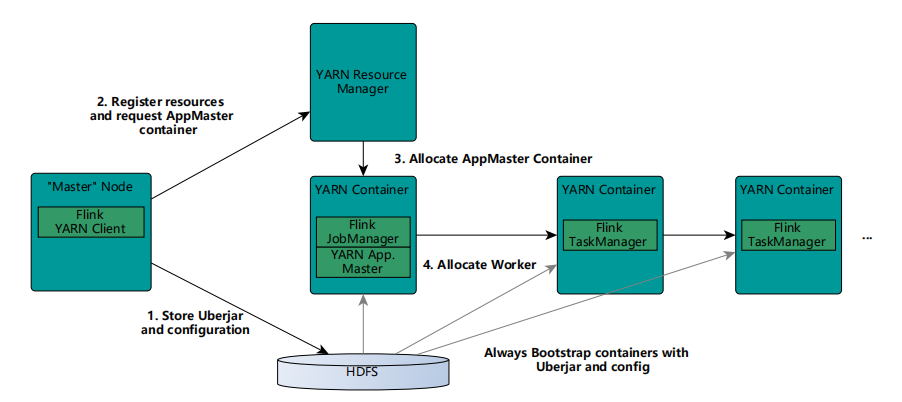 YARN Resource
Manager
2. Register resources
and request AppMaster
container
3. Allocate AppMaster Container
"Master" Node
Flink
YARN Client
YARN Container
Flink
JobManager
YARN App.
Master
YARN Container
Flink
TaskManager
YARN Container
Flink
TaskManager
...
4. Allocate Worker
1. Store Uberjar
and configuration
Always Bootstrap containers with
Uberjar and config
HDFS